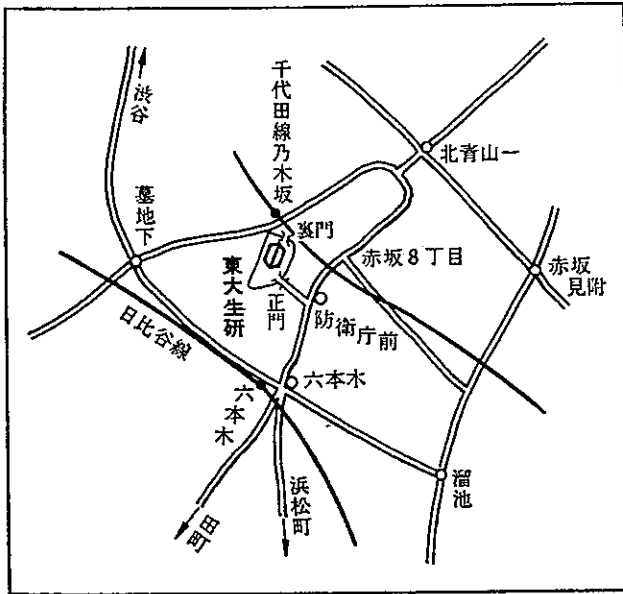 渋谷
千代田線乃木坂
北青山一
墓地下
裏門
東大生研
正門
赤坂8丁目
赤坂
見附
防衛庁前
日比谷線
六本木
六本木
溜池
浜松町
田町